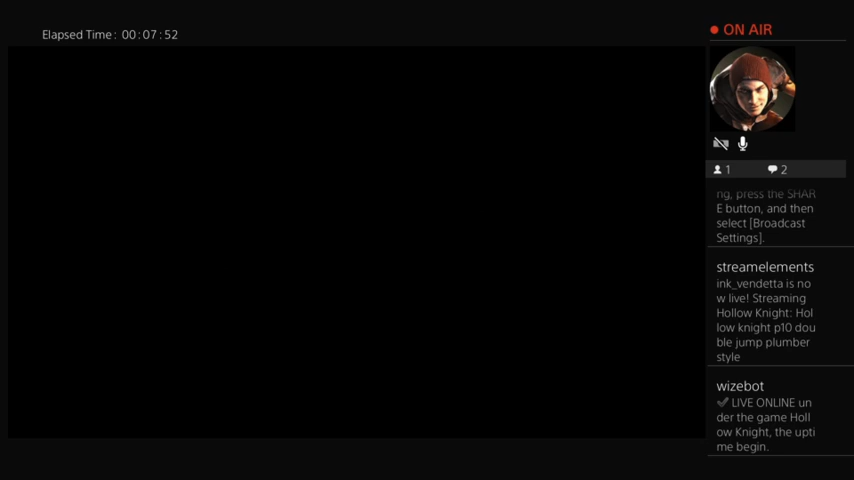 Elapsed Time: 00:07:52
ON AIR
1 2
ng, press the SHAR
E button, and then
select [Broadcast
Settings].
streamelements
ink_vendetta is no
w live! Streaming
Hollow Knight: Hol
low knight p10 dou
ble jump plumber
style
wizebot
✅ LIVE ONLINE un
der the game Holl
ow Knight, the upti
me begin.